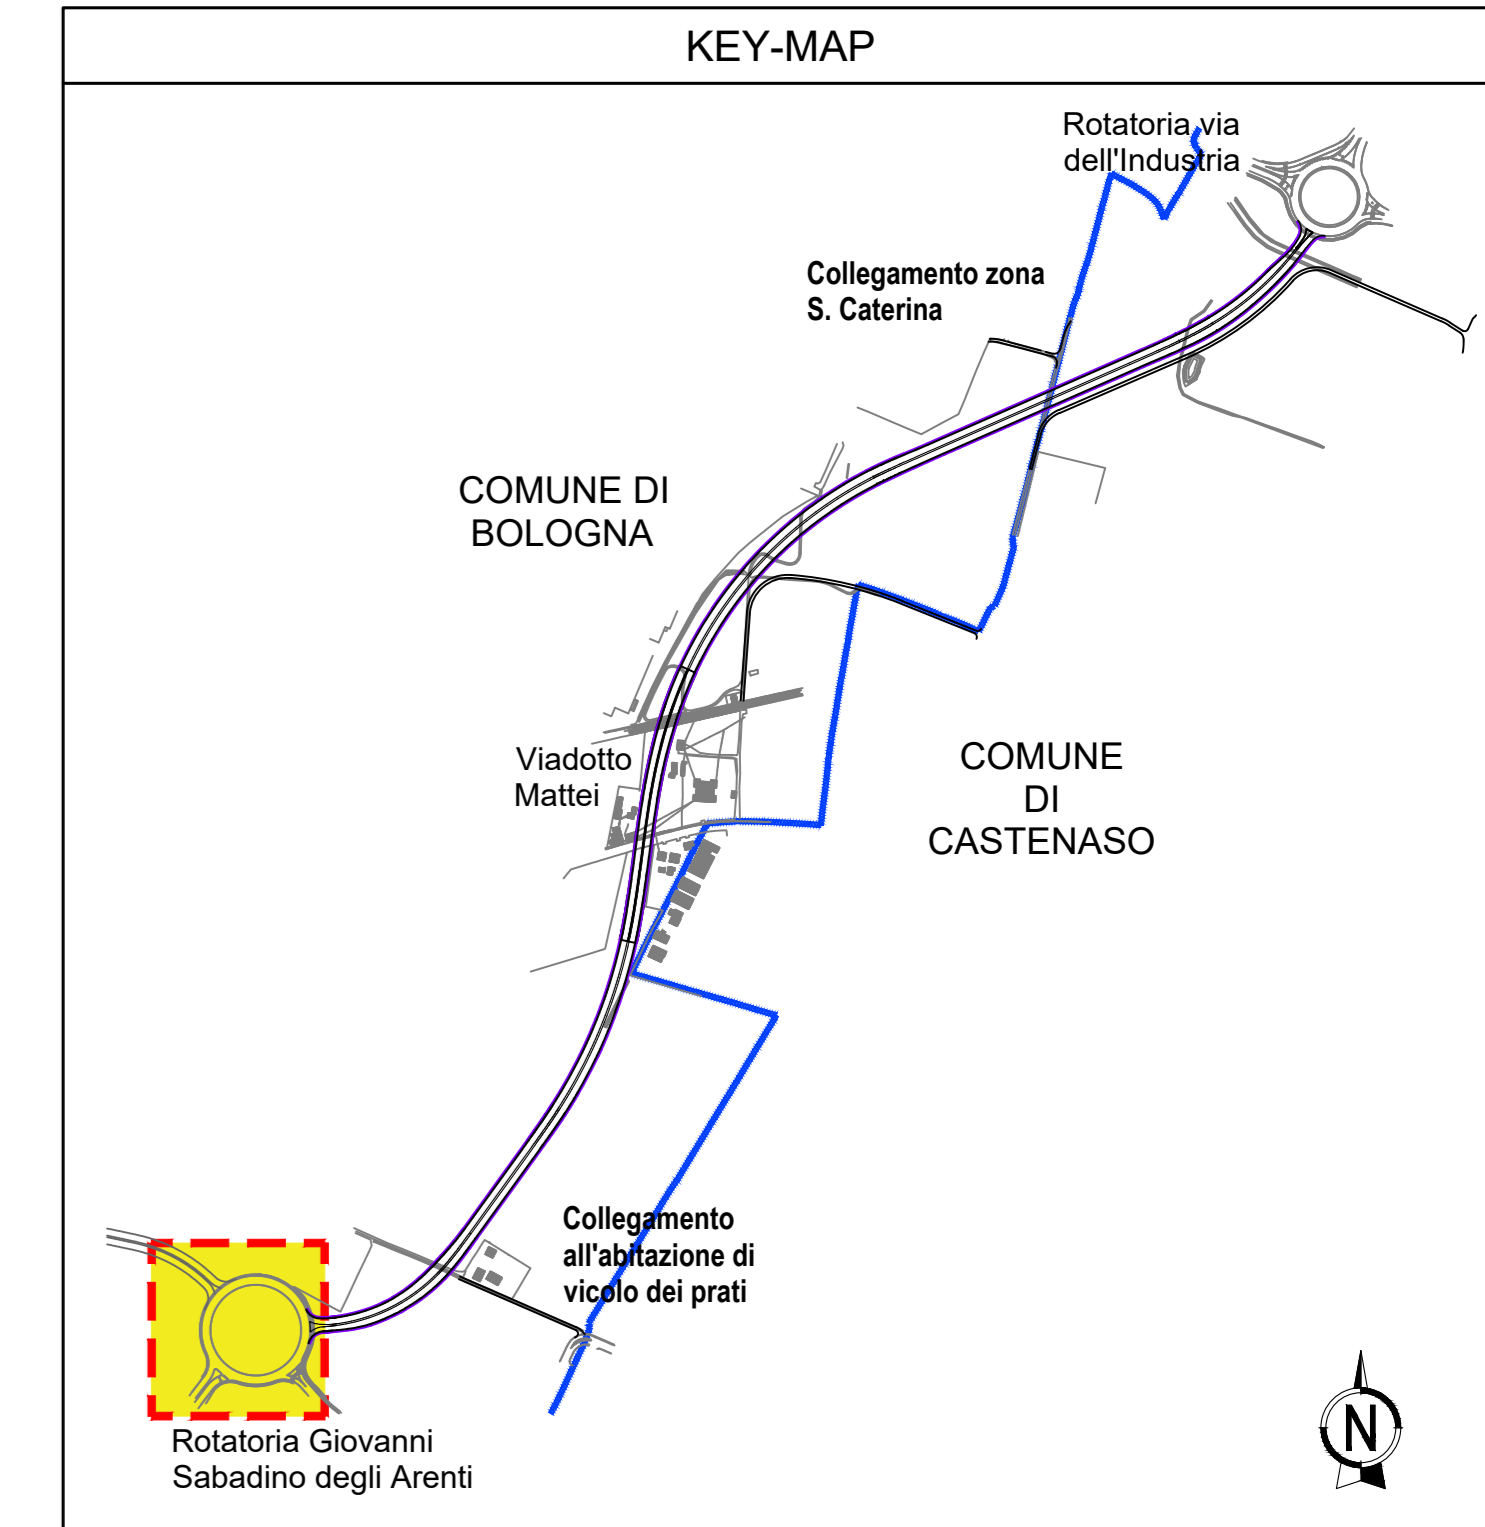 KEY-MAP
Rotatoria via
dell'Industria
Collegamento zona
S. Caterina
COMUNE DI
BOLOGNA
Viadotto
Mattei
COMUNE
DI
CASTENASO
Collegamento
all'abitazione di
vicolo dei prati
Rotatoria Giovanni
Sabadino degli Arenti
N